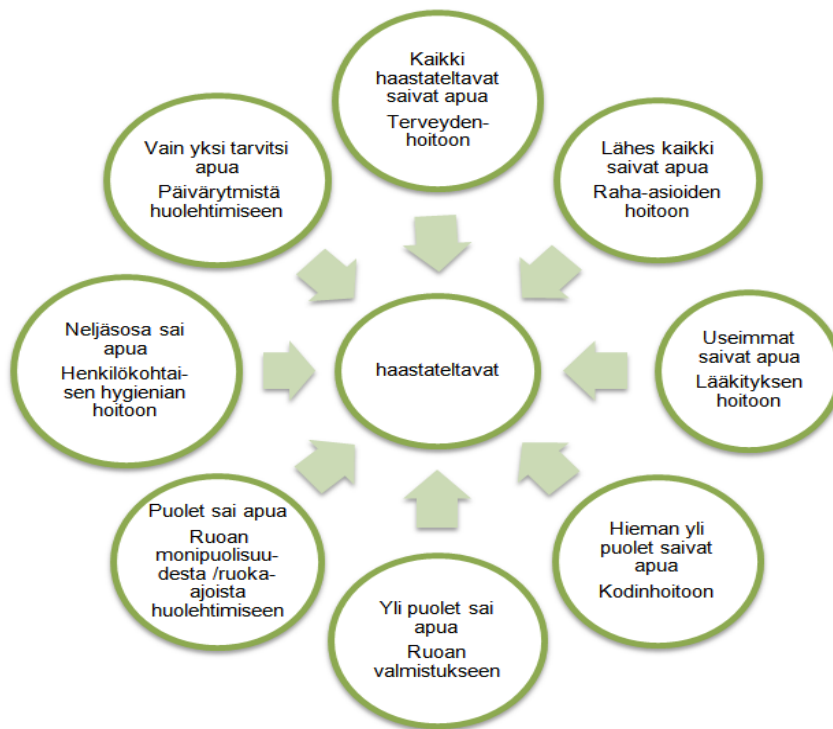 Kaikki
haastateltavat
saivat apua
Terveyden-
hoitoon
Lähes kaikki
saivat apua
Raha-asioiden
hoitoon
Useimmat
saivat apua
Lääkityksen
hoitoon
Hieman yli
puolet saivat
apua
Kodinhoitoon
Yli puolet sai
apua
Ruoan
valmistukseen
Puolet sai apua
Ruoan
monipuolisuu-
desta /ruoka-
ajoista
huolehtimiseen
Neljäsosa sai
apua
Henkilökohtai-
sen hygienian
hoitoon
Vain yksi tarvitsi
apua
Päivärytmistä
huolehtimiseen
haastateltavat